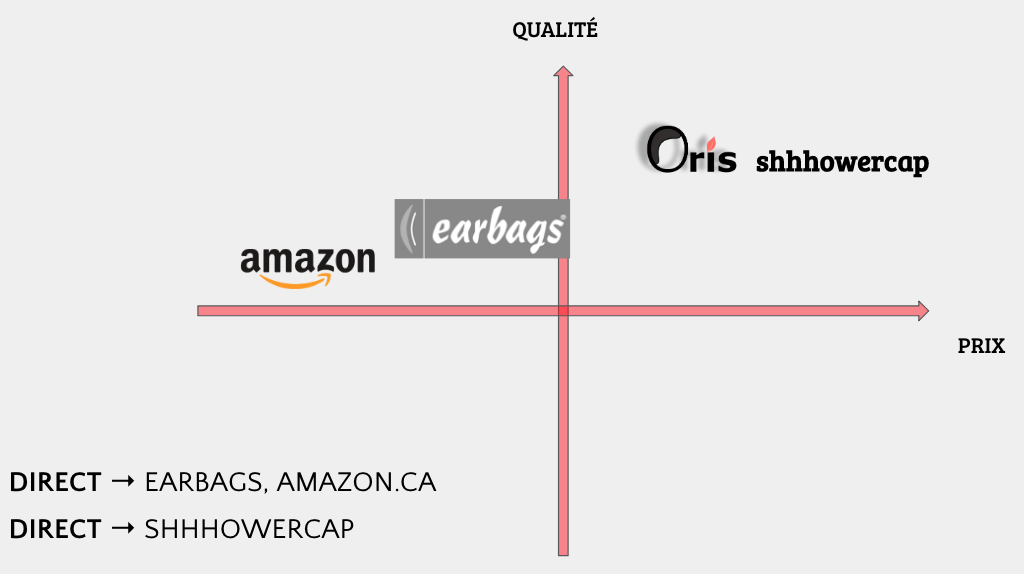 QUALITÉ
Oris shhhowercap
earbags®
amazon
PRIX
DIRECT → EARBAGS, AMAZON.CA
DIRECT → SHHHOWERCAP